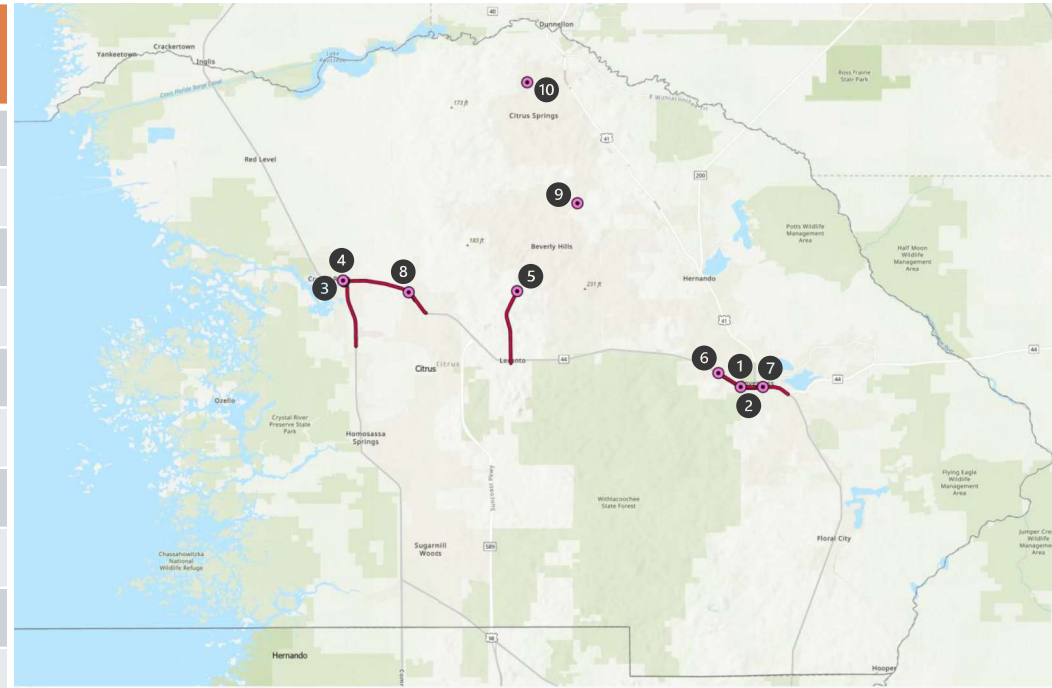 40
Dunnellon
Crackertown
Yankeetown
Inglis
Ross Prairie
State Park
Cross Florida Barge Canal
10
173 ft
Citrus Springs
41
Red Level
200
9
Potts Wildlife
Management
Area
183 ft
Beverly Hills
Half Moon
Wildlife
Management
Area
4
8
5
3
Hernando
231 ft
41
44
Lecanto
44
6
1
7
44
Citrus
Citrus
2
Ozello
Crystal River
Preserve State
Park
Homosassa
Springs
Suncoast Pkwy
Flying Eagle
Wildlife
Management
Area
Withlacoochee
State Forest
Floral City
Sugarmill
Woods
589
Chassahowitzka
National
Wildlife Refuge
98
Hernando
Hooper